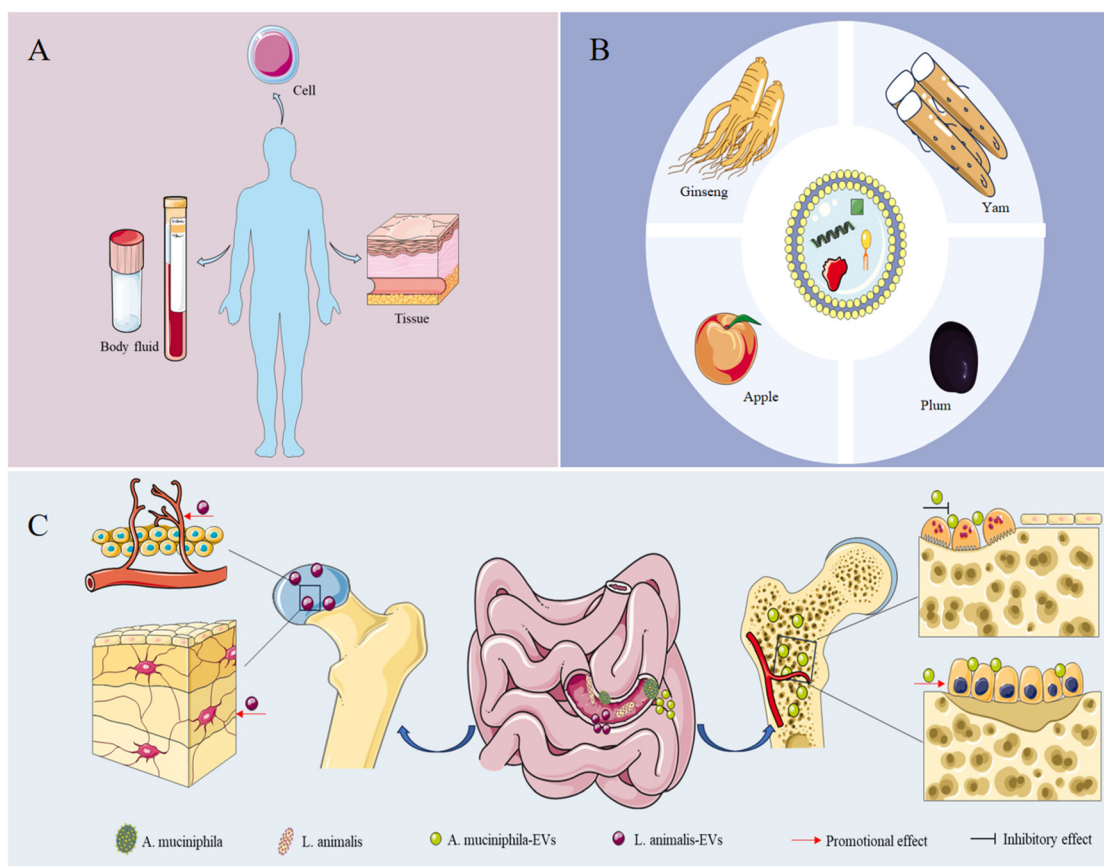 A
Cell
Body fluid
Tissue
B
Ginseng
Yam
Apple
Plum
C
A. muciniphila
L. animalis
A. muciniphila-EVs
L. animalis-EVs
Promotional effect
Inhibitory effect